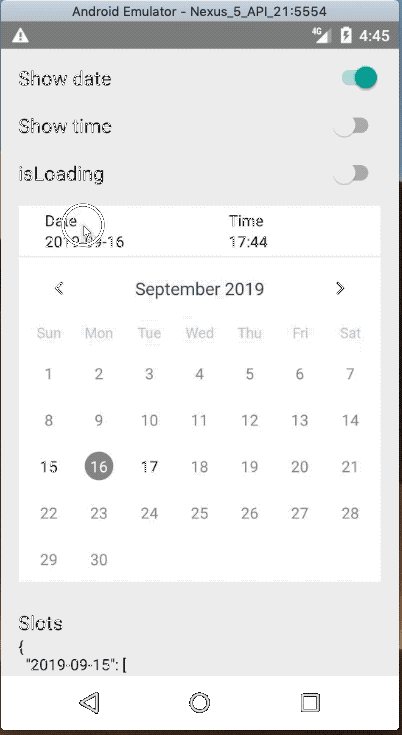 Android Emulator - Nexus_5_API_21:5554
4G 4:45
Show date
Show time
isLoading
Date Time
2019-09-16 17:44
September 2019
Sun Mon Tue Wed Thu Fri Sat
1 2 3 4 5 6 7
8 9 10 11 12 13 14
15 16 17 18 19 20 21
22 23 24 25 26 27 28
29 30
Slots
{
"2019-09-15": [